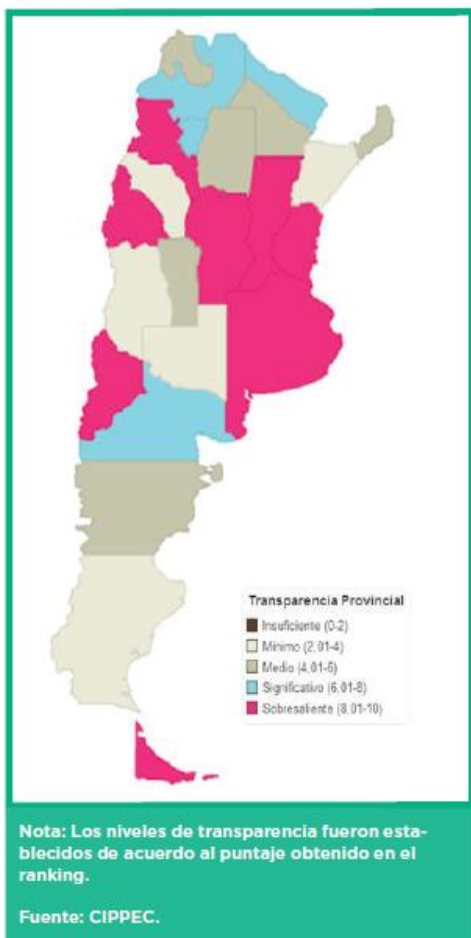 Transparencia Provincial
Insuficiente (0-2)
Mínimo (2,01-4)
Medio (4,01-6)
Significativo (6,01-8)
Sobresaliente (8,01-10)
Nota: Los niveles de transparencia fueron esta-
blecidos de acuerdo al puntaje obtenido en el
ranking.
Fuente: CIPPEC.